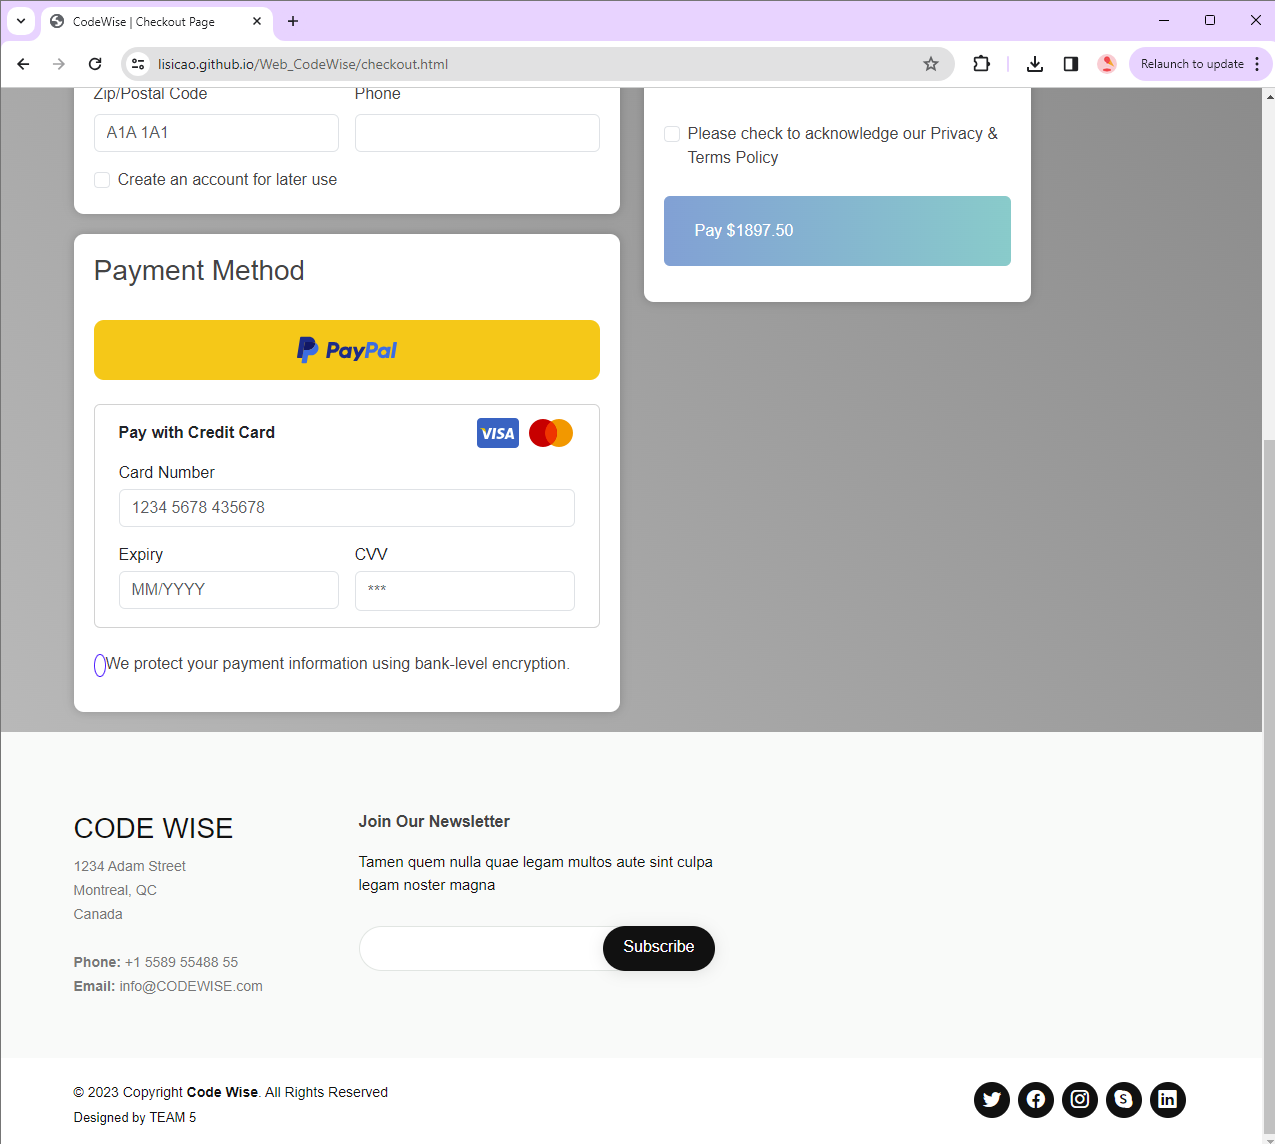 CodeWise | Checkout Page
lisicao.github.io/Web_CodeWise/checkout.html
Relaunch to update
Zip/Postal Code
Phone
A1A 1A1
Create an account for later use
Please check to acknowledge our Privacy &
Terms Policy
Pay $1897.50
Payment Method
PayPal
Pay with Credit Card
VISA
Card Number
1234 5678 435678
Expiry
CVV
MM/YYYY
***
We protect your payment information using bank-level encryption.
CODE WISE
1234 Adam Street
Montreal, QC
Canada
Phone: +1 5589 55488 55
Email: info@CODEWISE.com
Join Our Newsletter
Tamen quem nulla quae legam multos aute sint culpa
legam noster magna
Subscribe
© 2023 Copyright Code Wise. All Rights Reserved
Designed by TEAM 5